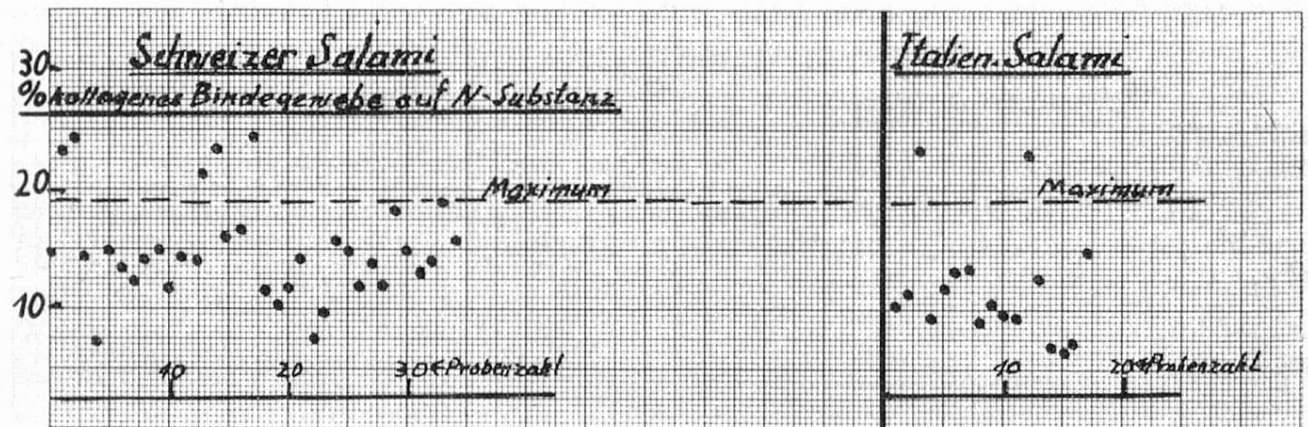 Schweizer Salami
% kollagenes Bindegewebe auf N-Substanz
30
20
10
Maximum
10 20 30 ← Probenzahl
Italien. Salami
Maximum
10 20 ← Probenzahl